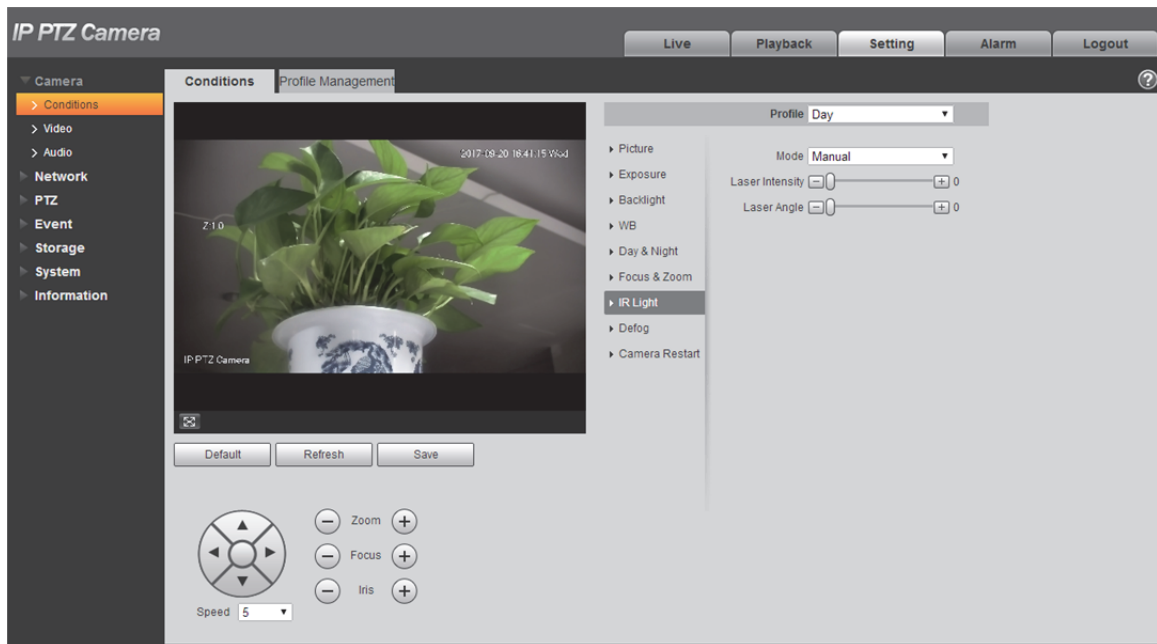 IP PTZ Camera
Live
Playback
Setting
Alarm
Logout
Camera
Conditions
Video
Audio
Network
PTZ
Event
Storage
System
Information
Conditions
Profile Management
?
2017-09-20 16:41:15 Wed
Z:1.0
IP PTZ Camera
Default
Refresh
Save
Zoom
Focus
Iris
Speed 5
Profile Day
Picture
Exposure
Backlight
WB
Day & Night
Focus & Zoom
IR Light
Defog
Camera Restart
Mode Manual
Laser Intensity 0
Laser Angle 0